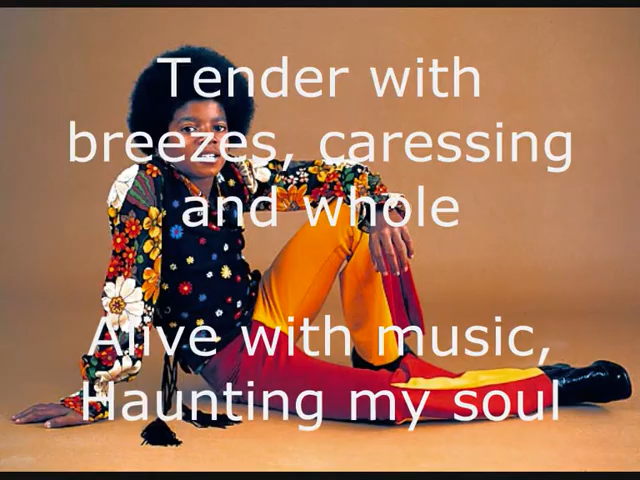 Tender with
breezes, caressing
and whole
Alive with music,
Haunting my soul